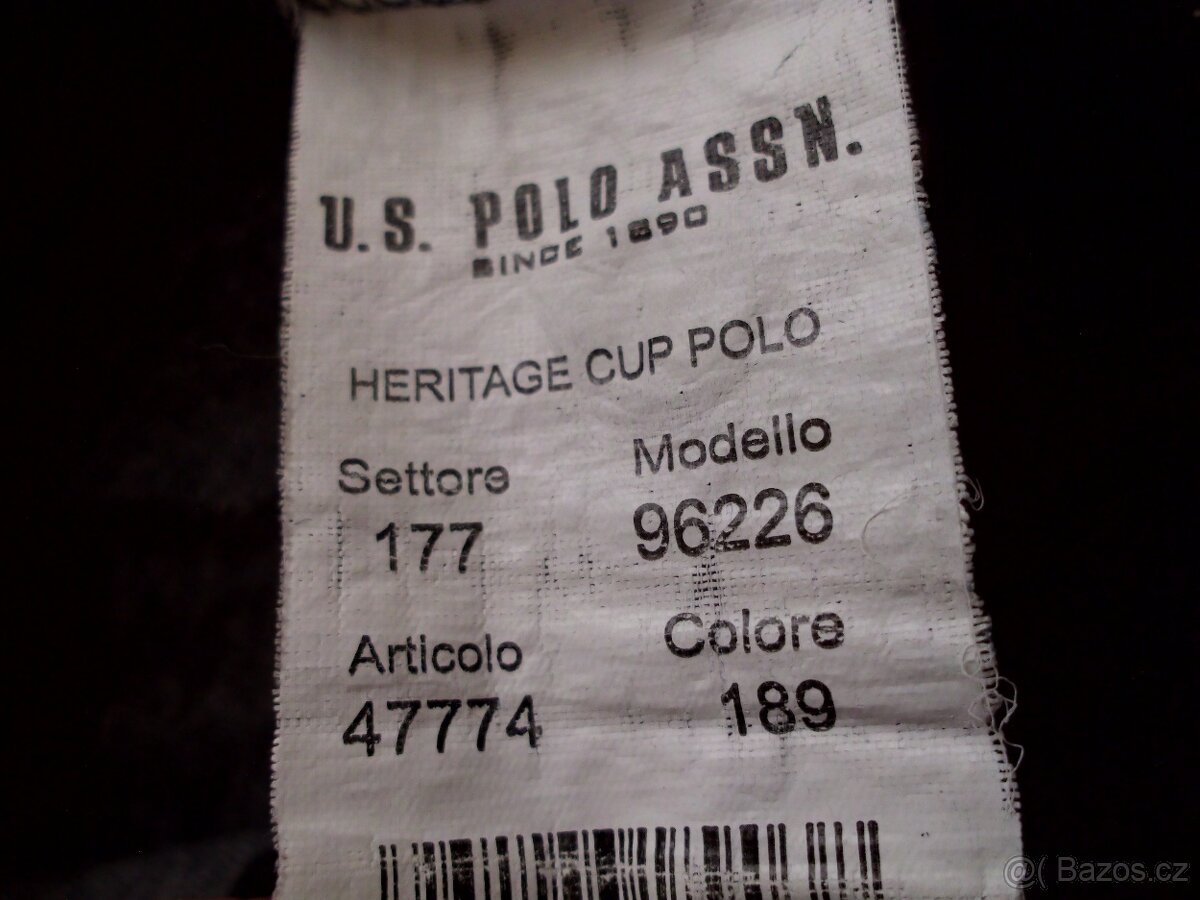 U.S. POLO ASSN.
SINCE 1890
HERITAGE CUP POLO
Settore Modello
177 96226
Articolo Colore
47774 189
@( Bazos.cz